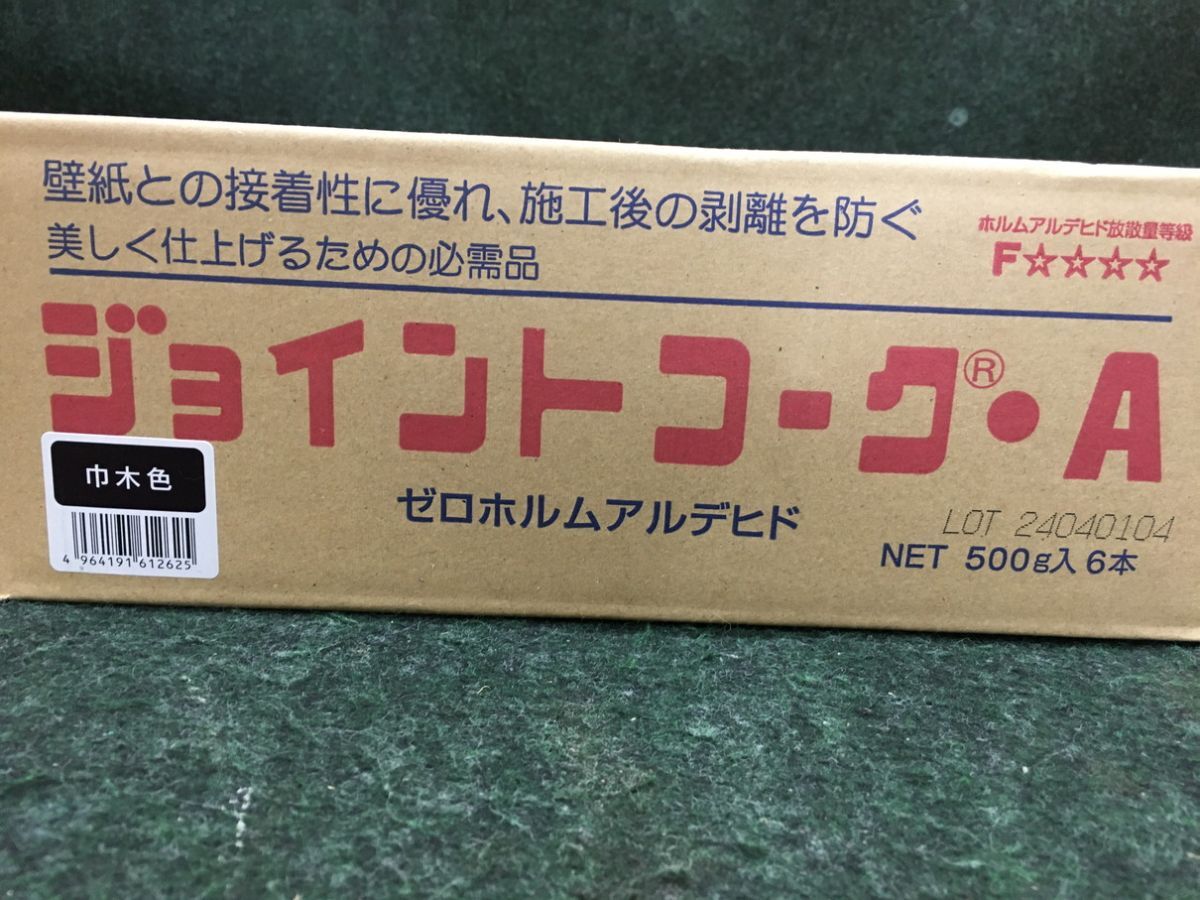 壁紙との接着性に優れ、施工後の剥離を防ぐ
美しく仕上げるための必需品
ホルムアルデヒド放散量等級
F☆☆☆☆
ジョイントコーク®・A
巾木色
4 964191 612625
ゼロホルムアルデヒド
LOT 24040104
NET 500g入 6本